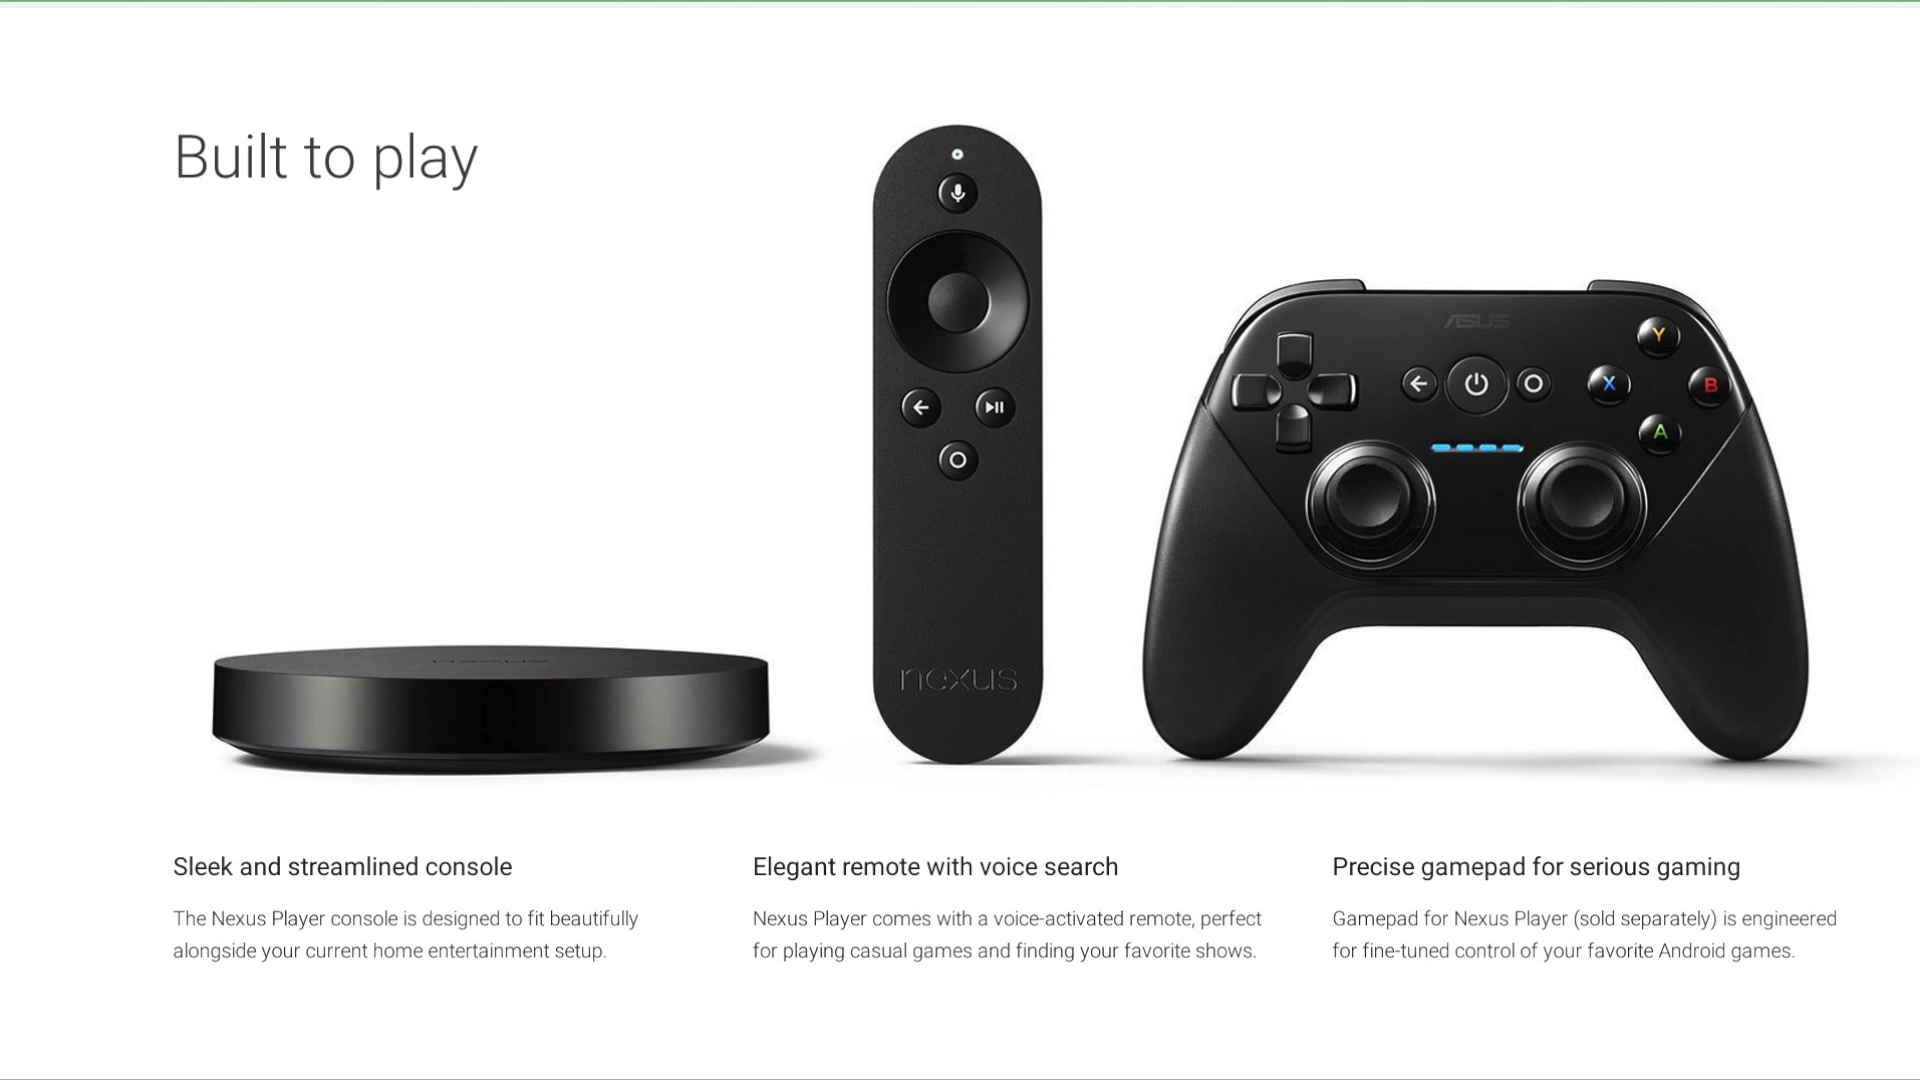 Built to play
nexus
nexus
ASUS
Y
X
B
A
Sleek and streamlined console
The Nexus Player console is designed to fit beautifully
alongside your current home entertainment setup.
Elegant remote with voice search
Nexus Player comes with a voice-activated remote, perfect
for playing casual games and finding your favorite shows.
Precise gamepad for serious gaming
Gamepad for Nexus Player (sold separately) is engineered
for fine-tuned control of your favorite Android games.